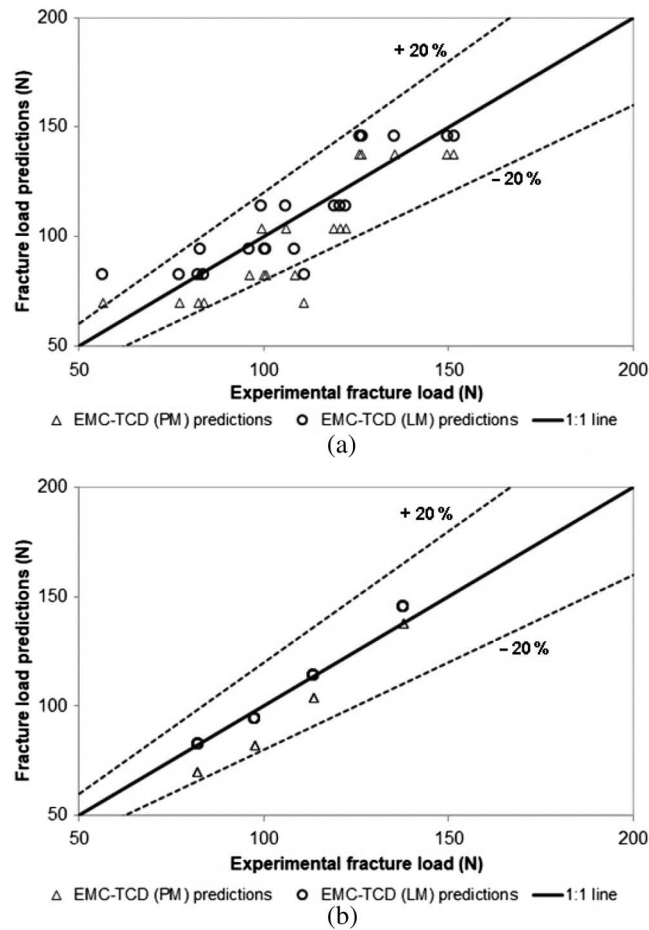 200
150
100
50
Fracture load predictions (N)
+ 20 %
– 20 %
50 100 150 200
Experimental fracture load (N)
EMC-TCD (PM) predictions EMC-TCD (LM) predictions 1:1 line
(a)
200
150
100
50
Fracture load predictions (N)
+ 20 %
– 20 %
50 100 150 200
Experimental fracture load (N)
EMC-TCD (PM) predictions EMC-TCD (LM) predictions 1:1 line
(b)